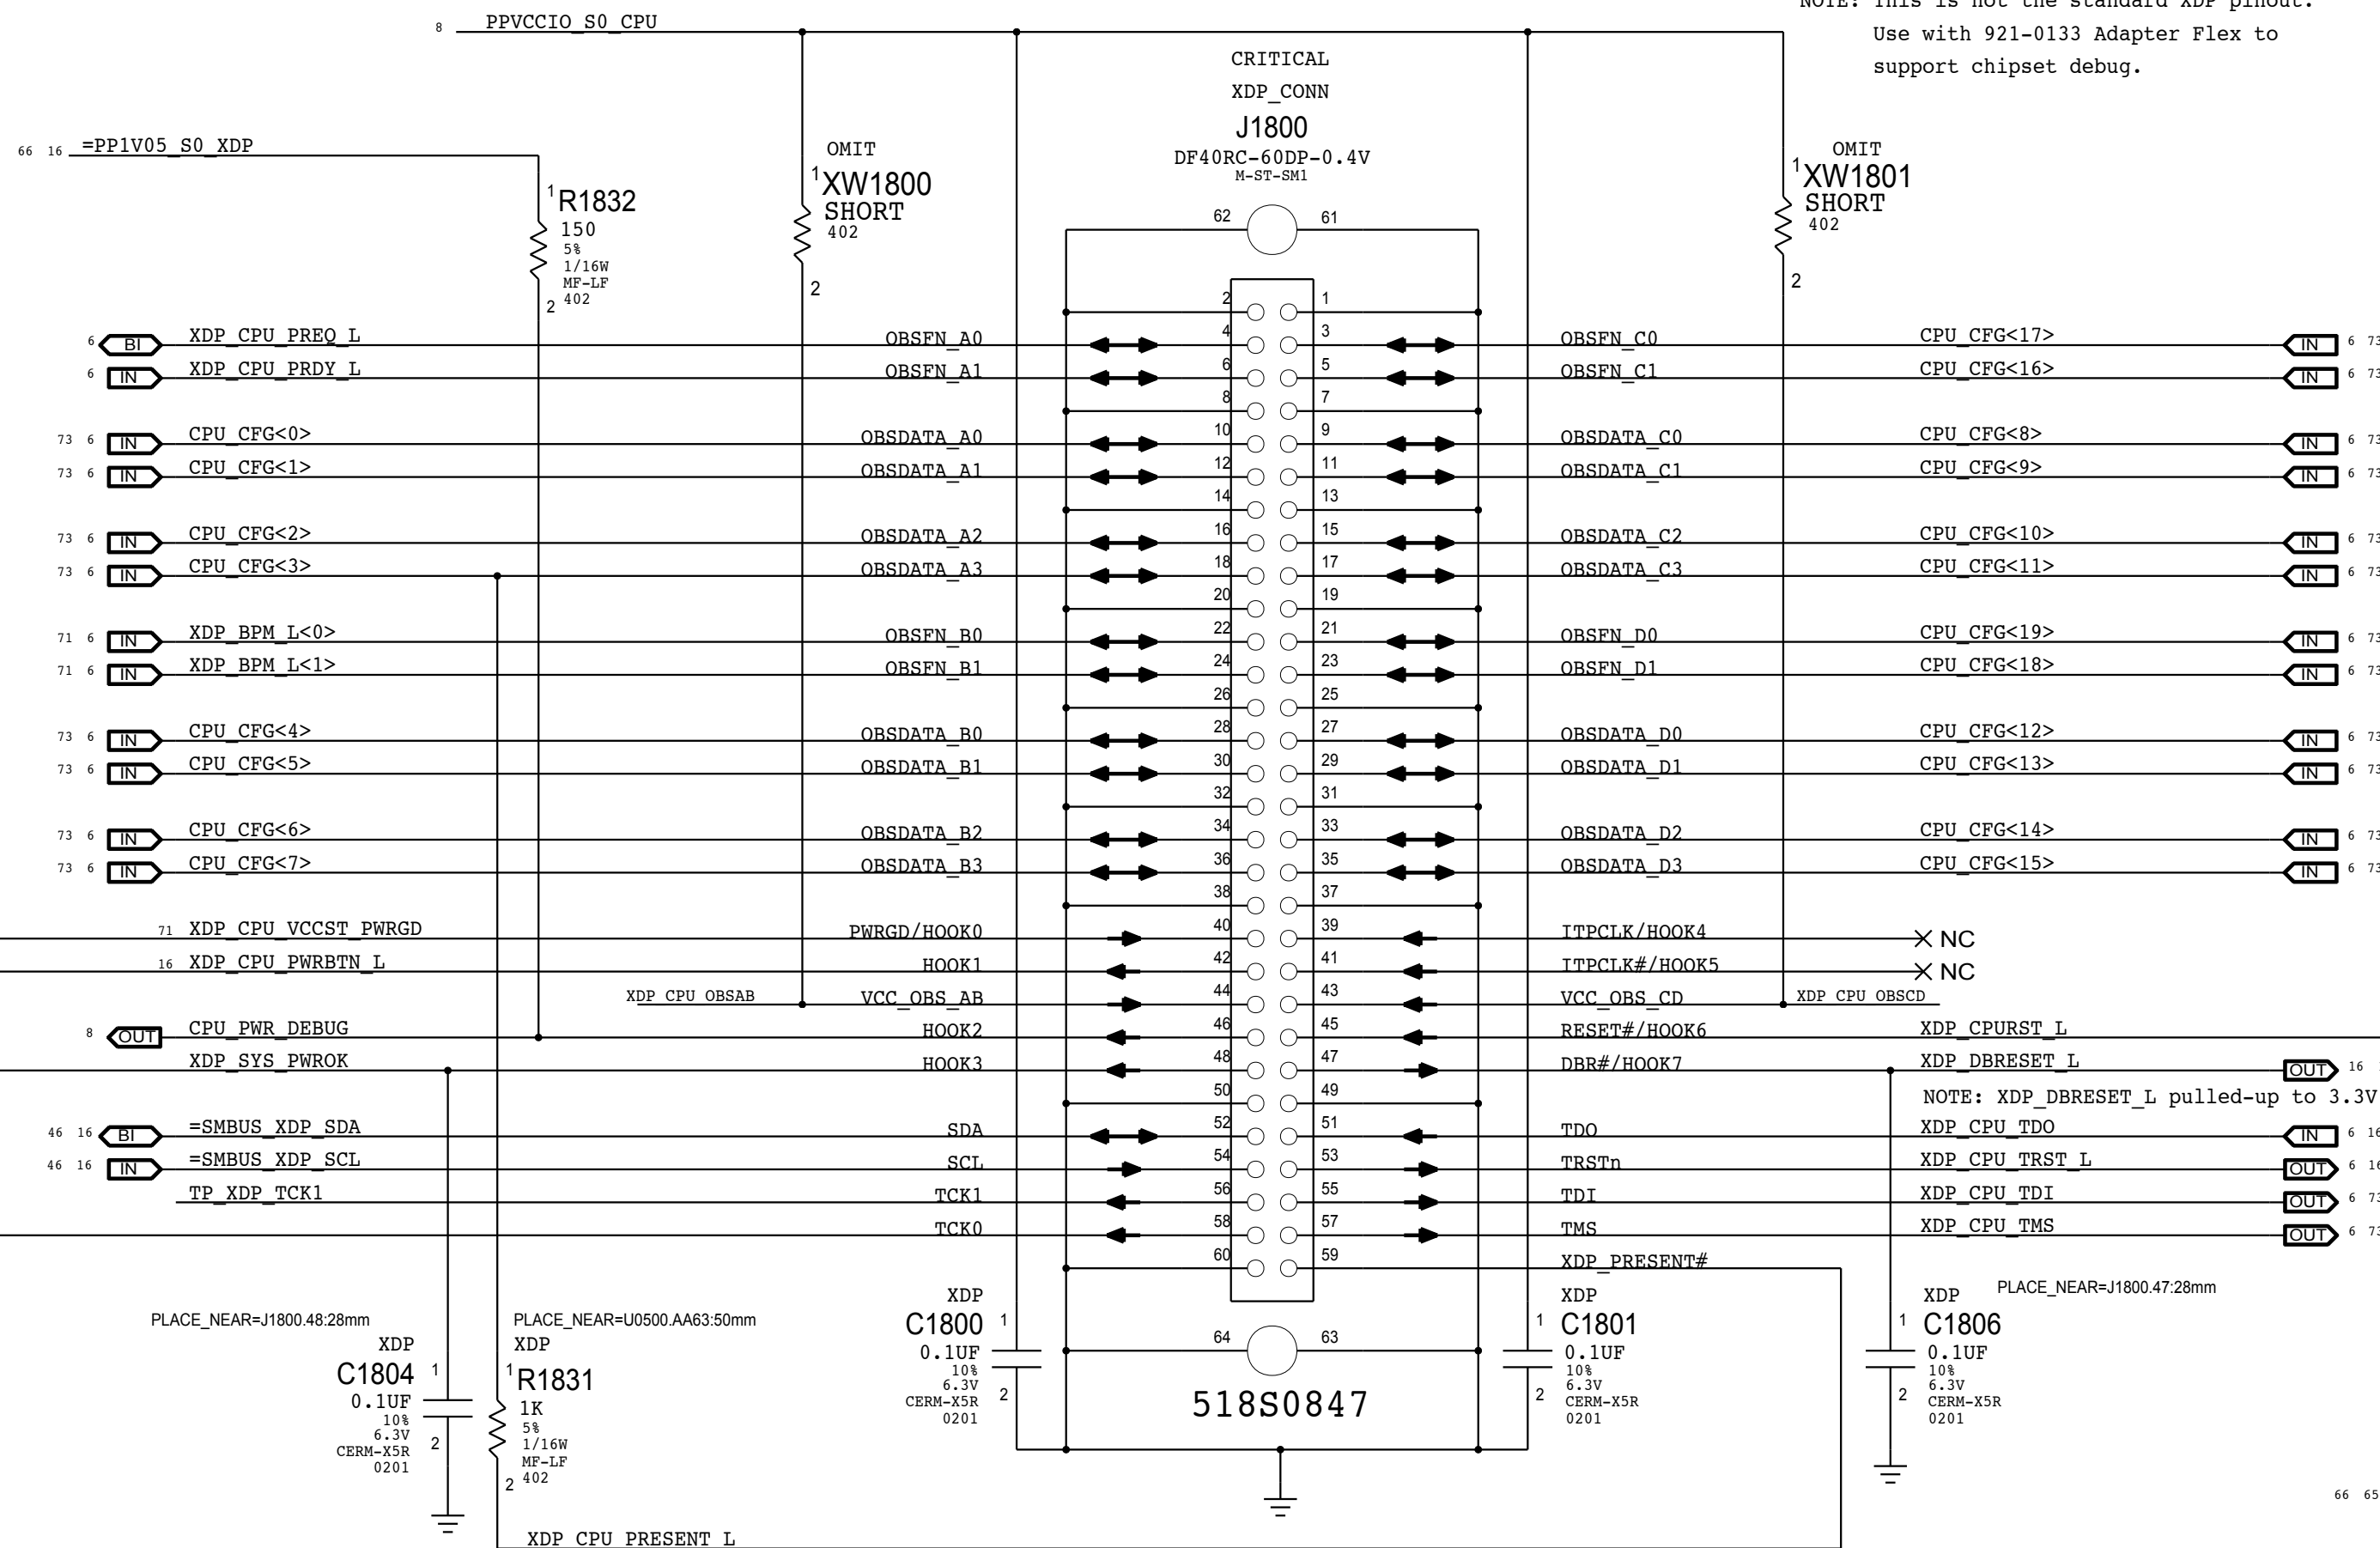 NOTE: This is not the standard XDP pinout.
Use with 921-0133 Adapter Flex to
support chipset debug.
8 PPVCCIO_S0_CPU
CRITICAL
XDP_CONN
J1800
DF40RC-60DP-0.4V
M-ST-SM1
518S0847
66 16 =PP1V05_S0_XDP
1 R1832
150
5%
1/16W
MF-LF
2 402
OMIT
1 XW1800
SHORT
402
2
OMIT
1 XW1801
SHORT
402
2
62 61
2 1
6 BI XDP_CPU_PREQ_L OBSFN_A0 4 3 OBSFN_C0 CPU_CFG<17> IN 6 73
6 IN XDP_CPU_PRDY_L OBSFN_A1 6 5 OBSFN_C1 CPU_CFG<16> IN 6 73
8 7
73 6 IN CPU_CFG<0> OBSDATA_A0 10 9 OBSDATA_C0 CPU_CFG<8> IN 6 73
73 6 IN CPU_CFG<1> OBSDATA_A1 12 11 OBSDATA_C1 CPU_CFG<9> IN 6 73
14 13
73 6 IN CPU_CFG<2> OBSDATA_A2 16 15 OBSDATA_C2 CPU_CFG<10> IN 6 73
73 6 IN CPU_CFG<3> OBSDATA_A3 18 17 OBSDATA_C3 CPU_CFG<11> IN 6 73
20 19
71 6 IN XDP_BPM_L<0> OBSFN_B0 22 21 OBSFN_D0 CPU_CFG<19> IN 6 73
71 6 IN XDP_BPM_L<1> OBSFN_B1 24 23 OBSFN_D1 CPU_CFG<18> IN 6 73
26 25
73 6 IN CPU_CFG<4> OBSDATA_B0 28 27 OBSDATA_D0 CPU_CFG<12> IN 6 73
73 6 IN CPU_CFG<5> OBSDATA_B1 30 29 OBSDATA_D1 CPU_CFG<13> IN 6 73
32 31
73 6 IN CPU_CFG<6> OBSDATA_B2 34 33 OBSDATA_D2 CPU_CFG<14> IN 6 73
73 6 IN CPU_CFG<7> OBSDATA_B3 36 35 OBSDATA_D3 CPU_CFG<15> IN 6 73
38 37
71 XDP_CPU_VCCST_PWRGD PWRGD/HOOK0 40 39 ITPCLK/HOOK4 NC
16 XDP_CPU_PWRBTN_L HOOK1 42 41 ITPCLK#/HOOK5 NC
XDP_CPU_OBSAB VCC_OBS_AB 44 43 VCC_OBS_CD XDP_CPU_OBSCD
8 OUT CPU_PWR_DEBUG HOOK2 46 45 RESET#/HOOK6 XDP_CPURST_L
XDP_SYS_PWROK HOOK3 48 47 DBR#/HOOK7 XDP_DBRESET_L OUT 16
50 49 NOTE: XDP_DBRESET_L pulled-up to 3.3V
46 16 BI =SMBUS_XDP_SDA SDA 52 51 TDO XDP_CPU_TDO IN 6 16
46 16 IN =SMBUS_XDP_SCL SCL 54 53 TRSTn XDP_CPU_TRST_L OUT 6 16
TP_XDP_TCK1 TCK1 56 55 TDI XDP_CPU_TDI OUT 6 73
TCK0 58 57 TMS XDP_CPU_TMS OUT 6 73
60 59 XDP_PRESENT#
64 63
PLACE_NEAR=J1800.48:28mm
XDP
C1804 1
0.1UF
10%
6.3V 2
CERM-X5R
0201
PLACE_NEAR=U0500.AA63:50mm
XDP
1 R1831
1K
5%
1/16W
MF-LF
2 402
XDP
C1800 1
0.1UF
10%
6.3V 2
CERM-X5R
0201
XDP
1 C1801
0.1UF
10%
2 6.3V
CERM-X5R
0201
PLACE_NEAR=J1800.47:28mm
XDP
1 C1806
0.1UF
10%
2 6.3V
CERM-X5R
0201
66 65
XDP_CPU_PRESENT_L